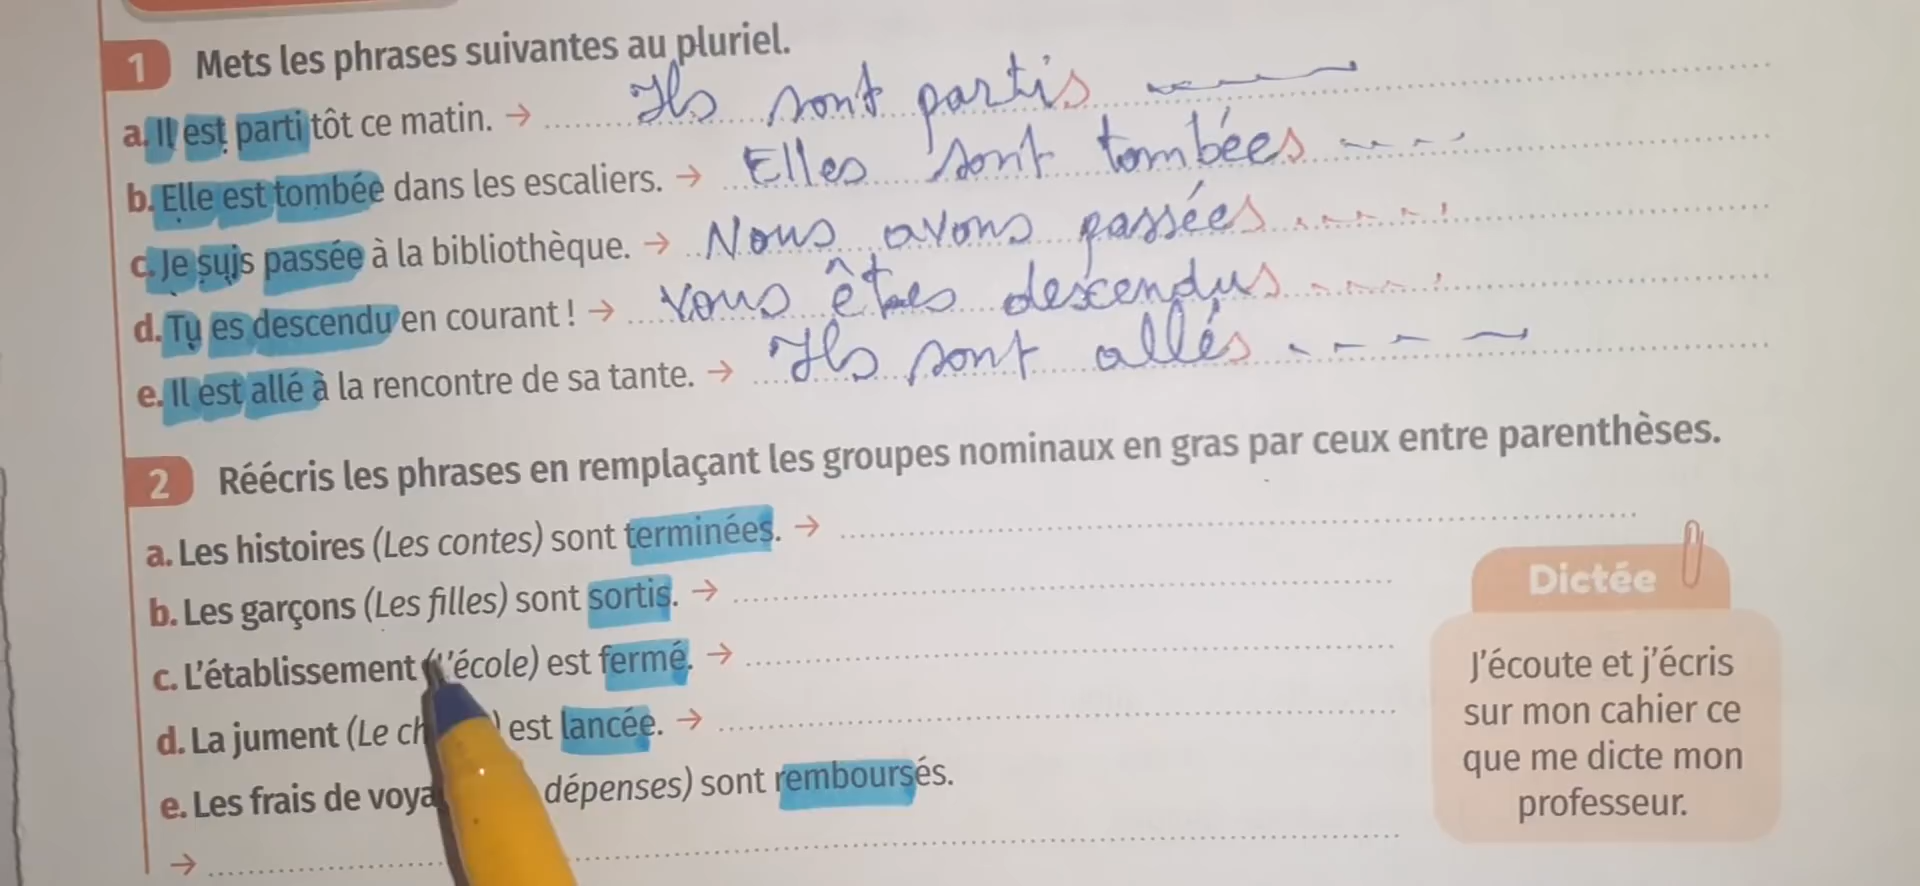 1 Mets les phrases suivantes au pluriel.
a. Il est parti tôt ce matin. → Ils sont partis
b. Elle est tombée dans les escaliers. → Elles sont tombées
c. Je suis passée à la bibliothèque. → Nous avons passées
d. Tu es descendu en courant ! → Vous êtes descendus
e. Il est allé à la rencontre de sa tante. → Ils sont allés
2 Réécris les phrases en remplaçant les groupes nominaux en gras par ceux entre parenthèses.
a. Les histoires (Les contes) sont terminées. →
b. Les garçons (Les filles) sont sortis. →
c. L'établissement (L'école) est fermé. →
d. La jument (Le ch ) est lancée. →
e. Les frais de voya dépenses) sont remboursés.
→
Dictée
J'écoute et j'écris
sur mon cahier ce
que me dicte mon
professeur.